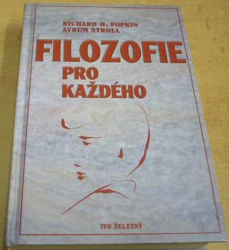 RICHARD H. POPKIN
AVRUM STROLL
FILOZOFIE
PRO
KAŽDÉHO
IVO ŽELEZNÝ